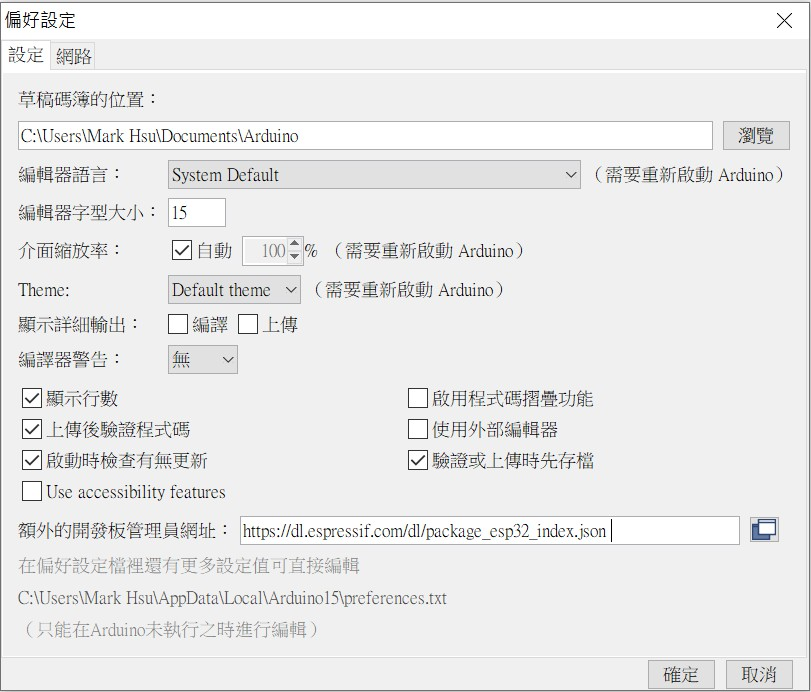 偏好設定
設定 網路
草稿碼簿的位置：
C:\Users\Mark Hsu\Documents\Arduino 瀏覽
編輯器語言： System Default （需要重新啟動 Arduino）
編輯器字型大小： 15
介面縮放率： 自動 100 % （需要重新啟動 Arduino）
Theme: Default theme （需要重新啟動 Arduino）
顯示詳細輸出： 編譯 上傳
編譯器警告： 無
顯示行數 啟用程式碼摺疊功能
上傳後驗證程式碼 使用外部編輯器
啟動時檢查有無更新 驗證或上傳時先存檔
Use accessibility features
額外的開發板管理員網址： https://dl.espressif.com/dl/package_esp32_index.json
在偏好設定檔裡還有更多設定值可直接編輯
C:\Users\Mark Hsu\AppData\Local\Arduino15\preferences.txt
（只能在Arduino未執行之時進行編輯）
確定 取消